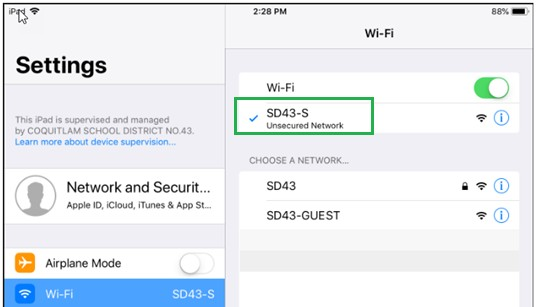 iPad
2:28 PM
88%
Settings
This iPad is supervised and managed
by COQUITLAM SCHOOL DISTRICT NO.43.
Learn more about device supervision...
Network and Securit...
Apple ID, iCloud, iTunes & App St...
Airplane Mode
Wi-Fi SD43-S
Wi-Fi
Wi-Fi
SD43-S
Unsecured Network
CHOOSE A NETWORK...
SD43
SD43-GUEST